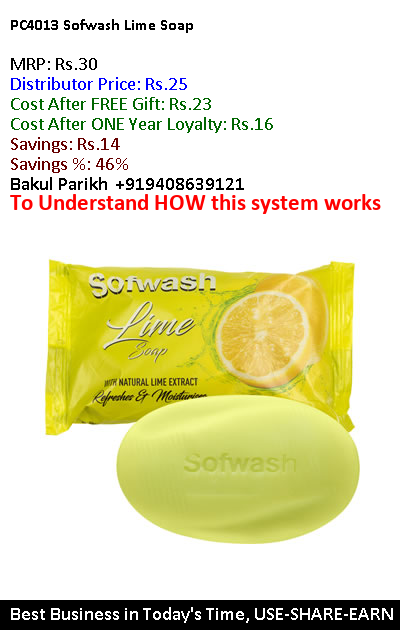 PC4013 Sofwash Lime Soap
MRP: Rs.30
Distributor Price: Rs.25
Cost After FREE Gift: Rs.23
Cost After ONE Year Loyalty: Rs.16
Savings: Rs.14
Savings %: 46%
Bakul Parikh +919408639121
To Understand HOW this system works
Sofwash
Lime
Soap
WITH NATURAL LIME EXTRACT
Refreshes & Moisturises
Sofwash
Best Business in Today's Time, USE-SHARE-EARN